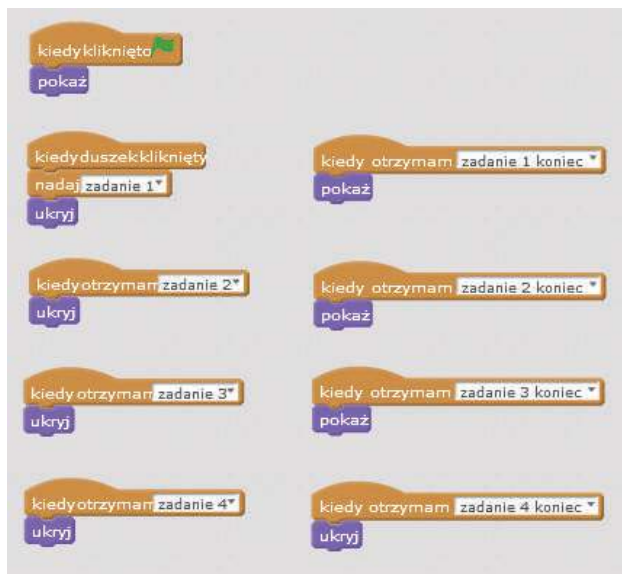 kiedy kliknięto
pokaż
kiedy duszek kliknięty
nadaj zadanie 1
ukryj
kiedy otrzymam zadanie 1 koniec
pokaż
kiedy otrzymam zadanie 2
ukryj
kiedy otrzymam zadanie 2 koniec
pokaż
kiedy otrzymam zadanie 3
ukryj
kiedy otrzymam zadanie 3 koniec
pokaż
kiedy otrzymam zadanie 4
ukryj
kiedy otrzymam zadanie 4 koniec
ukryj